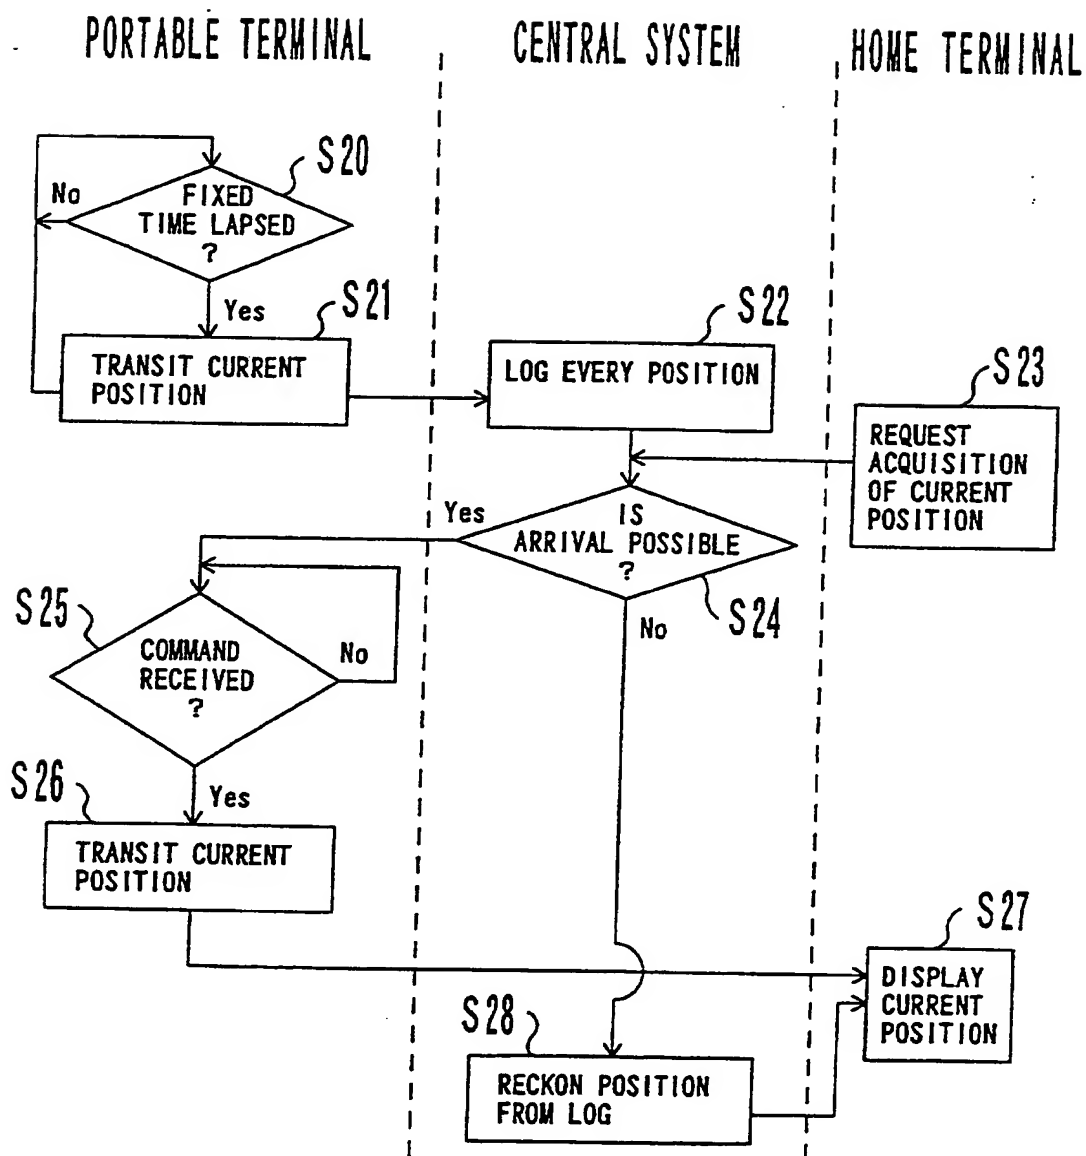 PORTABLE TERMINAL
CENTRAL SYSTEM
HOME TERMINAL
S20
No
FIXED
TIME LAPSED
?
Yes
S21
TRANSIT CURRENT
POSITION
S22
LOG EVERY POSITION
S23
REQUEST
ACQUISITION
OF CURRENT
POSITION
Yes
IS
ARRIVAL POSSIBLE
?
S24
No
S25
COMMAND
RECEIVED
?
No
Yes
S26
TRANSIT CURRENT
POSITION
S27
DISPLAY
CURRENT
POSITION
S28
RECKON POSITION
FROM LOG